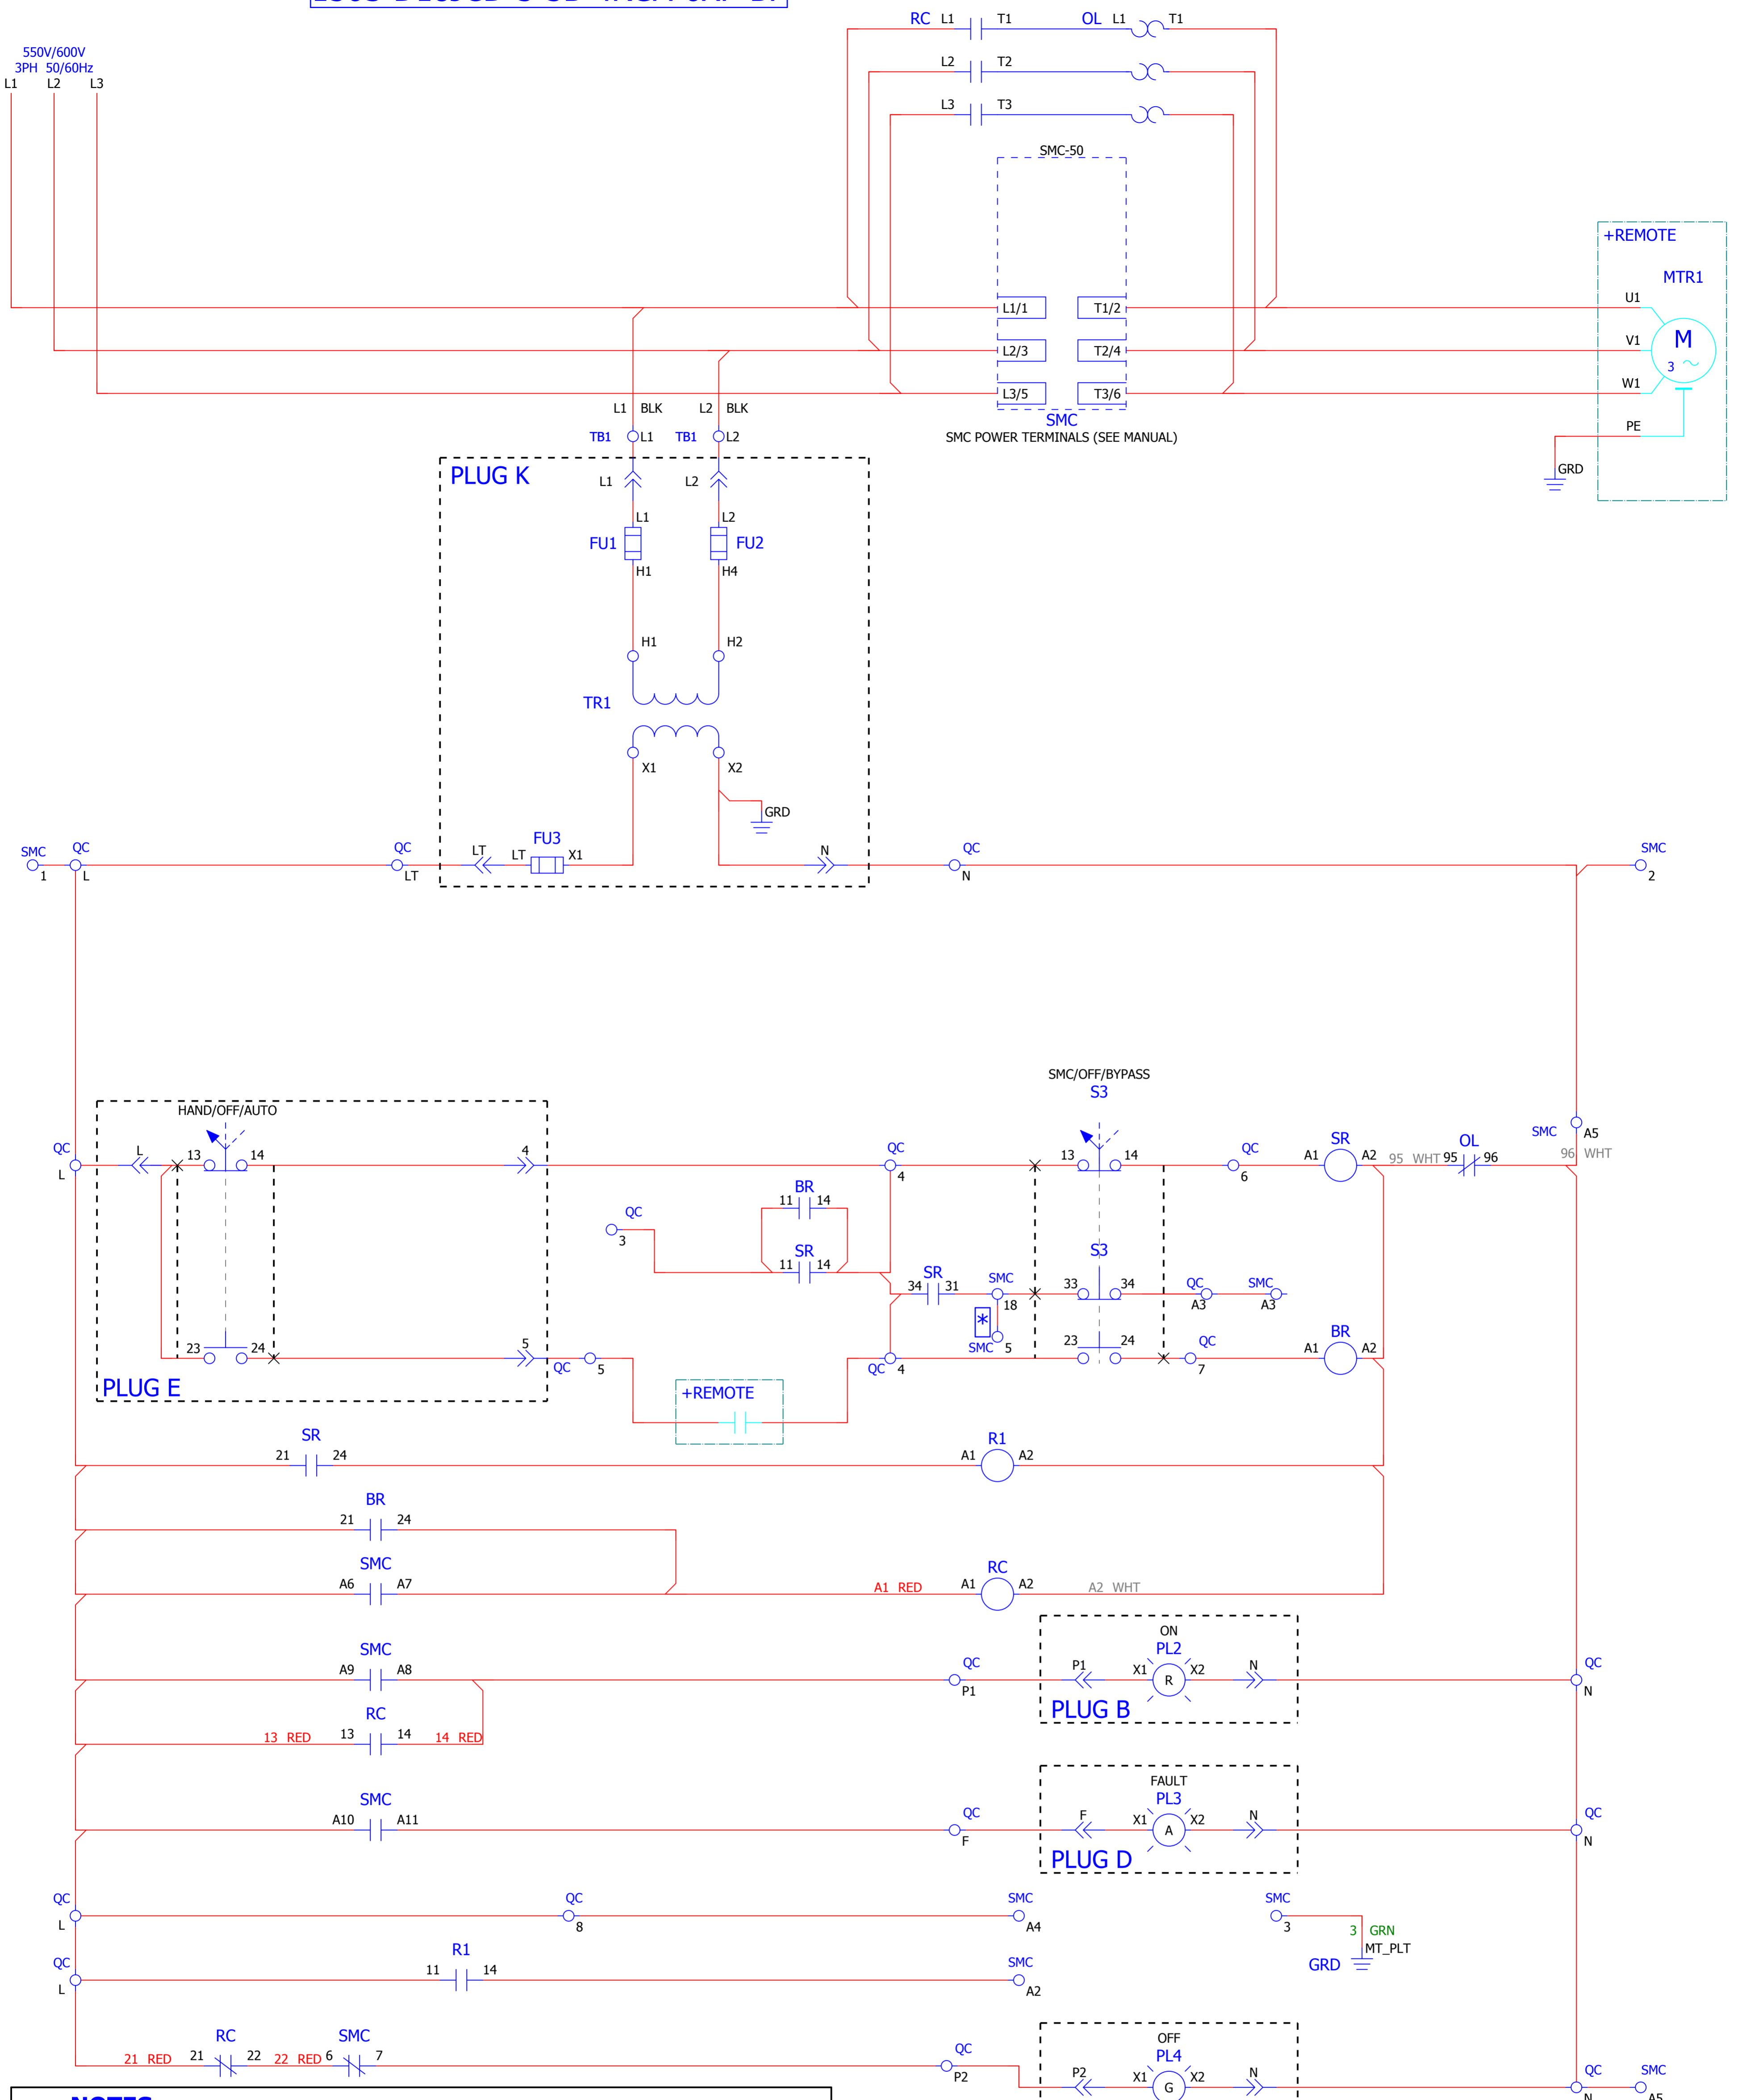 RC L1 T1 OL L1 T1
550V/600V
3PH 50/60Hz
L1 L2 L3
L2 T2
L3 T3
SMC-50
+REMOTE
MTR1
L1/1 T1/2 U1
L2/3 T2/4 V1 M
3
L3/5 T3/6 W1
SMC
SMC POWER TERMINALS (SEE MANUAL)
L1 BLK L2 BLK
TB1 L1 TB1 L2
PE
GRD
PLUG K
L1 L2
L1 L2
FU1 FU2
H1 H4
H1 H2
TR1
X1 X2
GRD
SMC QC QC LT LT FU3 X1 N QC SMC
1 L LT N 2
SMC/OFF/BYPASS
S3
HAND/OFF/AUTO
QC L 13 14 4 QC 13 14 QC SR SMC A5
L 4 6 A1 A2 95 WHT 95 OL 96 96 WHT
BR
11 14
QC
3
SR
11 14
S3
SR
34 31 SMC 33 34 QC SMC
18 A3 A3
*
SMC 5
23 24 5 QC 5 QC 4 23 24 QC 7 A1 BR A2
PLUG E
+REMOTE
SR R1
21 24 A1 A2
BR
21 24
SMC RC
A6 A7 A1 RED A1 A2 A2 WHT
ON
SMC PL2
A9 A8 QC P1 P1 X1 R X2 N QC N
PLUG B
RC
13 RED 13 14 14 RED
FAULT
SMC PL3
A10 A11 QC F F X1 A X2 N QC N
PLUG D
QC QC SMC SMC
L 8 A4 3
3 GRN
MT_PLT
GRD
QC R1 SMC
L 11 14 A2
OFF
RC SMC PL4
21 RED 21 22 22 RED 6 7 QC P2 P2 X1 G X2 N QC SMC